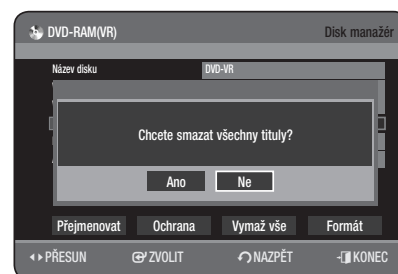 DVD-RAM(VR) Disk manažér
Název disku DVD-VR
Chcete smazat všechny tituly?
Ano Ne
Přejmenovat Ochrana Vymaž vše Formát
PŘESUN ZVOLIT NAZPĚT KONEC